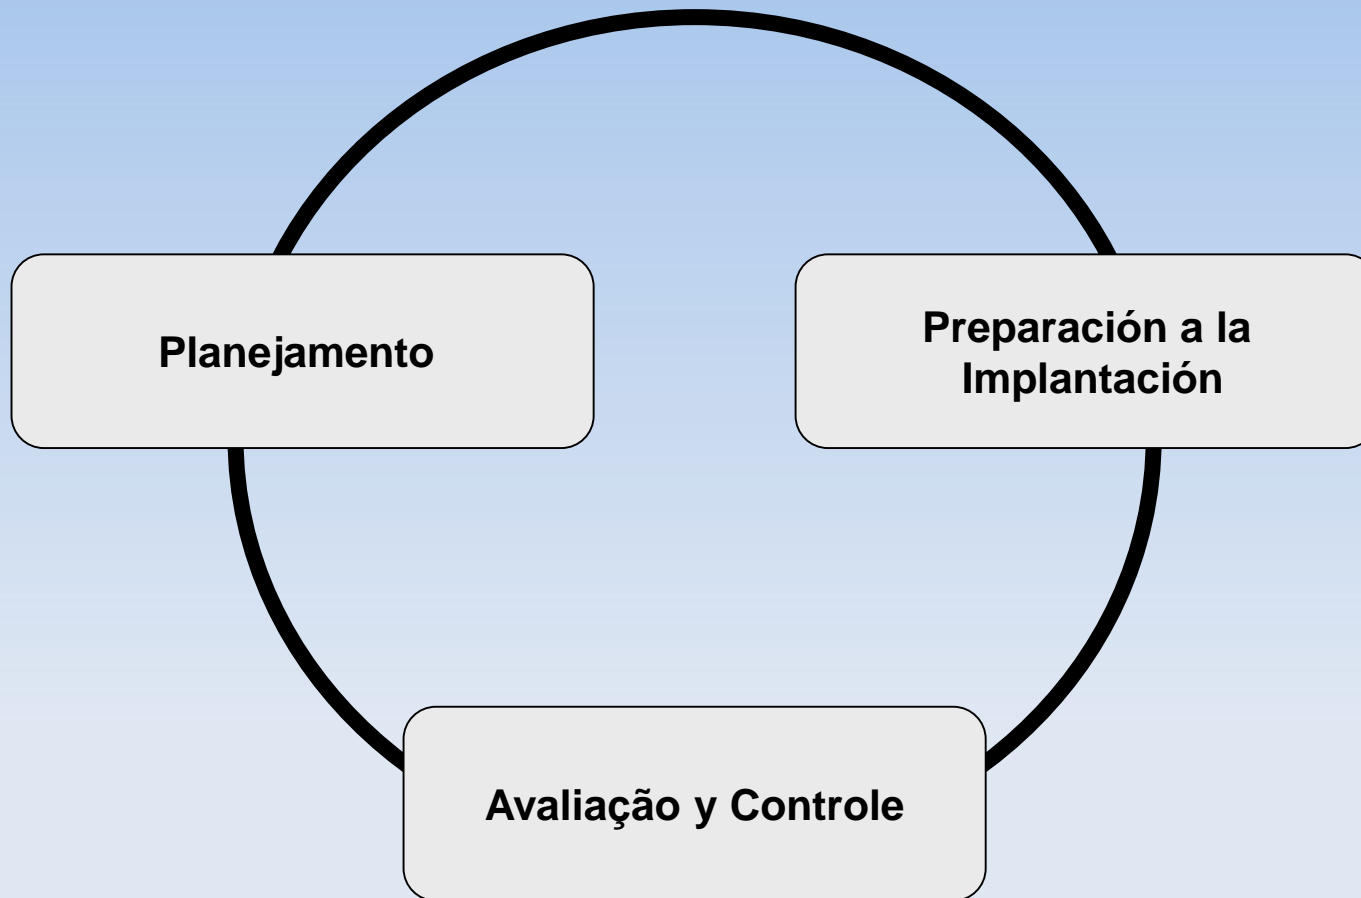 Planejamento
Preparación a la
Implantación
Avaliação y Controle